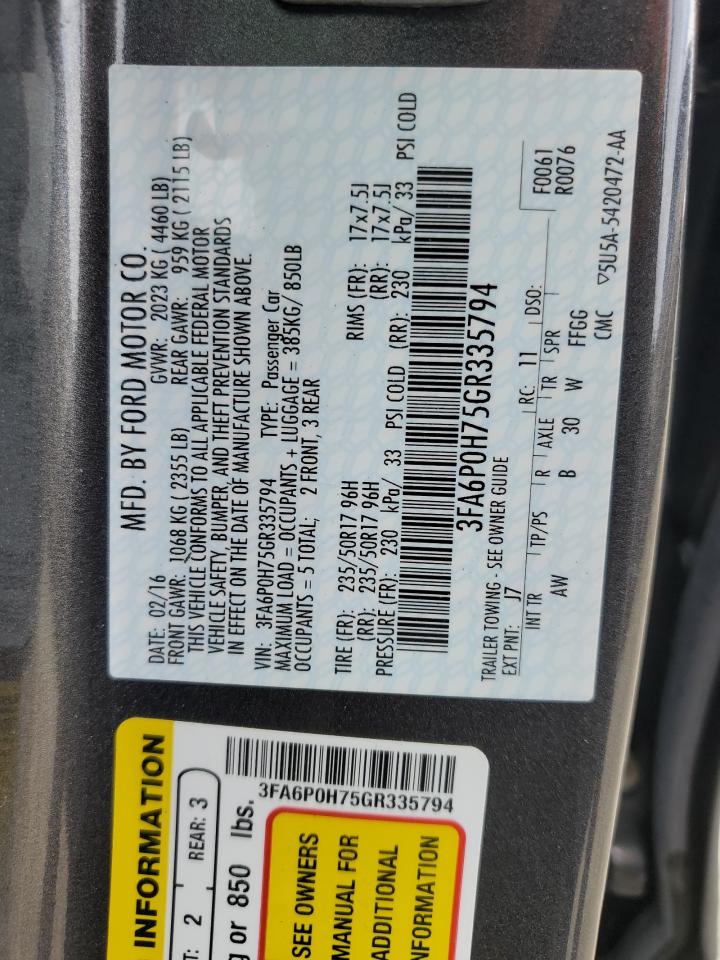 MFD. BY FORD MOTOR CO.
DATE: 02/16 GVWR: 2023 KG ( 4460 LB)
FRONT GAWR: 1068 KG ( 2355 LB) REAR GAWR: 959 KG ( 2115 LB)
THIS VEHICLE CONFORMS TO ALL APPLICABLE FEDERAL MOTOR
VEHICLE SAFETY, BUMPER, AND THEFT PREVENTION STANDARDS
IN EFFECT ON THE DATE OF MANUFACTURE SHOWN ABOVE.
VIN: 3FA6P0H75GR335794 TYPE: Passenger Car
MAXIMUM LOAD = OCCUPANTS + LUGGAGE = 385KG/ 850LB
OCCUPANTS = 5 TOTAL; 2 FRONT, 3 REAR
TIRE (FR): 235/50R17 96H RIMS (FR): 17x7.5J
(RR): 235/50R17 96H (RR): 17x7.5J
PRESSURE (FR): 230 kPa/ 33 PSI COLD (RR): 230 kPa/ 33 PSI COLD
3FA6P0H75GR335794
TRAILER TOWING - SEE OWNER GUIDE
EXT PNT: J7 RC: 11 DSO: F0061
R0076
INT TR TP/PS R AXLE TR SPR
AW B 30 W FFGG
CMC ▽5U5A-5420472-AA
INFORMATION
2 REAR: 3
or 850 lbs.
3FA6P0H75GR335794
SEE OWNERS
MANUAL FOR
ADDITIONAL